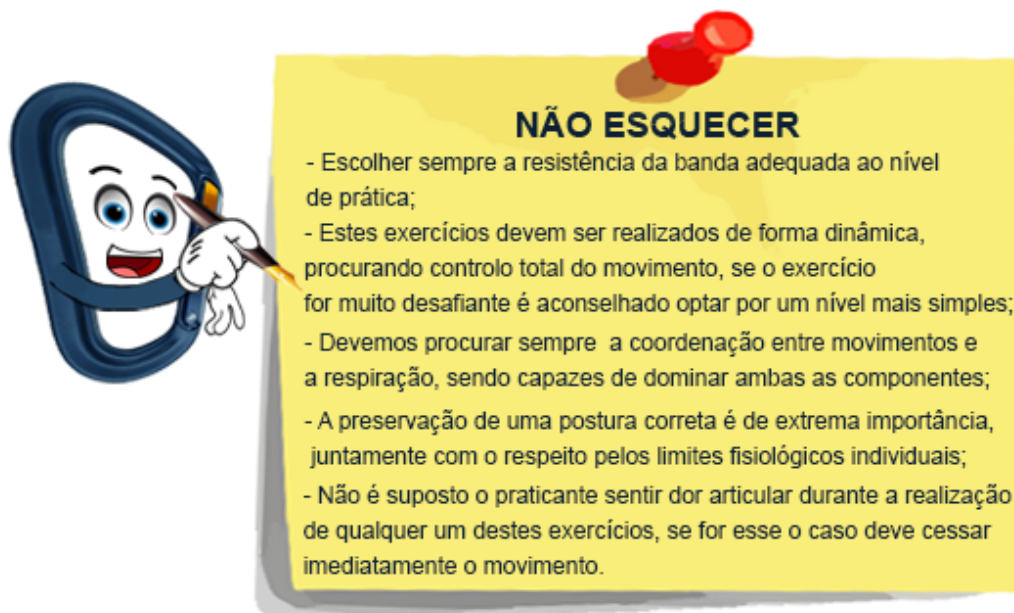 NÃO ESQUECER
- Escolher sempre a resistência da banda adequada ao nível
de prática;
- Estes exercícios devem ser realizados de forma dinâmica,
procurando controlo total do movimento, se o exercício
for muito desafiante é aconselhado optar por um nível mais simples;
- Devemos procurar sempre a coordenação entre movimentos e
a respiração, sendo capazes de dominar ambas as componentes;
- A preservação de uma postura correta é de extrema importância,
juntamente com o respeito pelos limites fisiológicos individuais;
- Não é suposto o praticante sentir dor articular durante a realização
de qualquer um destes exercícios, se for esse o caso deve cessar
imediatamente o movimento.